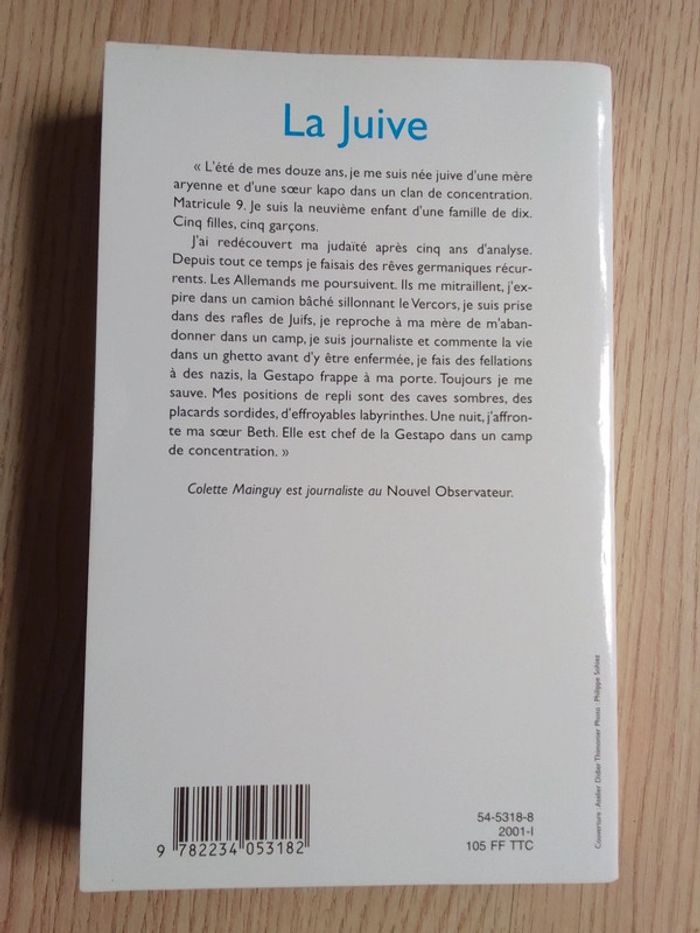 La Juive
« L'été de mes douze ans, je me suis née juive d'une mère
aryenne et d'une sœur kapo dans un clan de concentration.
Matricule 9. Je suis la neuvième enfant d'une famille de dix.
Cinq filles, cinq garçons.
J'ai redécouvert ma judaïté après cinq ans d'analyse.
Depuis tout ce temps je faisais des rêves germaniques récur-
rents. Les Allemands me poursuivent. Ils me mitraillent, j'ex-
pire dans un camion bâché sillonnant le Vercors, je suis prise
dans des rafles de Juifs, je reproche à ma mère de m'aban-
donner dans un camp, je suis journaliste et commente la vie
dans un ghetto avant d'y être enfermée, je fais des fellations
à des nazis, la Gestapo frappe à ma porte. Toujours je me
sauve. Mes positions de repli sont des caves sombres, des
placards sordides, d'effroyables labyrinthes. Une nuit, j'affron-
te ma sœur Beth. Elle est chef de la Gestapo dans un camp
de concentration. »
Colette Mainguy est journaliste au Nouvel Observateur.
Couverture : Atelier Didier Thimonier Photo : Philippe
54-5318-8
2001-I
105 FF TTC
9 782234 053182